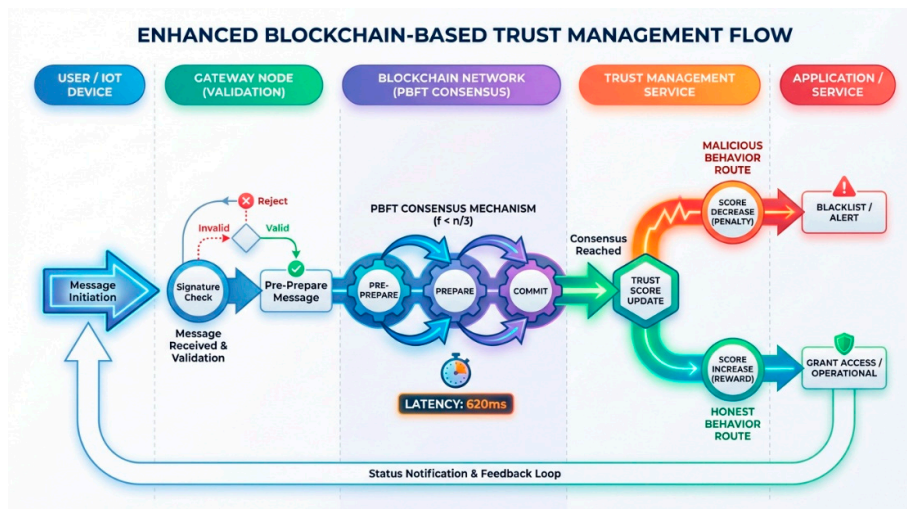 ENHANCED BLOCKCHAIN-BASED TRUST MANAGEMENT FLOW
USER / IOT
DEVICE
GATEWAY NODE
(VALIDATION)
BLOCKCHAIN NETWORK
(PBFT CONSENSUS)
TRUST MANAGEMENT
SERVICE
APPLICATION /
SERVICE
Message
Initiation
Reject
Invalid
Valid
Signature
Check
Pre-Prepare
Message
Message
Received &
Validation
PBFT CONSENSUS MECHANISM
(f < n/3)
PRE-
PREPARE
PREPARE
COMMIT
LATENCY: 620ms
Consensus
Reached
TRUST
SCORE
UPDATE
MALICIOUS
BEHAVIOR
ROUTE
SCORE
DECREASE
(PENALTY)
BLACKLIST /
ALERT
SCORE
INCREASE
(REWARD)
HONEST
BEHAVIOR
ROUTE
GRANT ACCESS /
OPERATIONAL
Status Notification & Feedback Loop